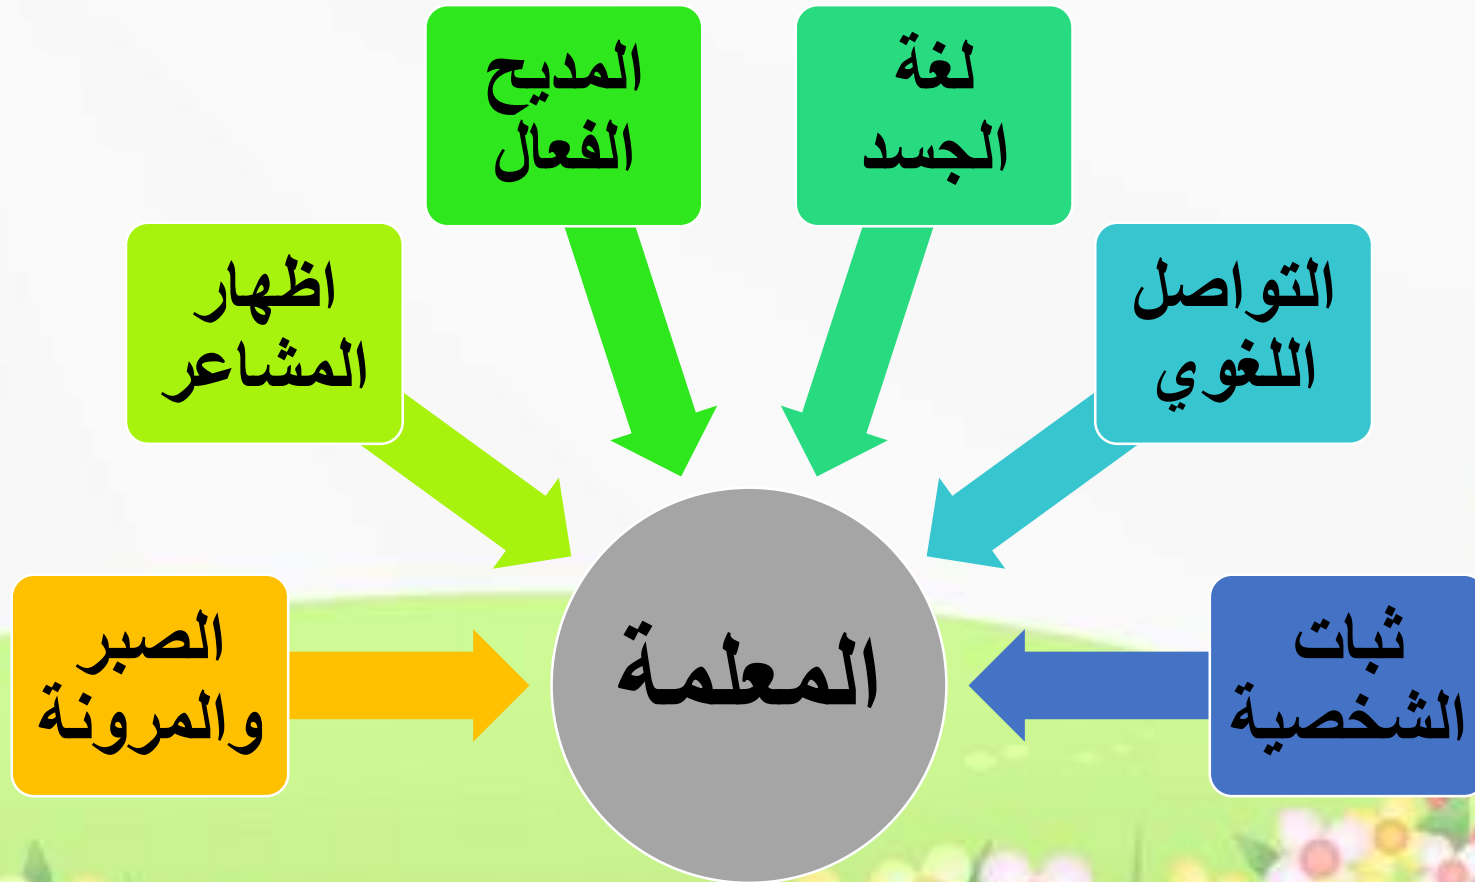 لغة
الجسد
المديح
الفعال
التواصل
اللغوي
اظهار
المشاعر
ثبات
الشخصية
المعلمة
الصبر
والمرونة